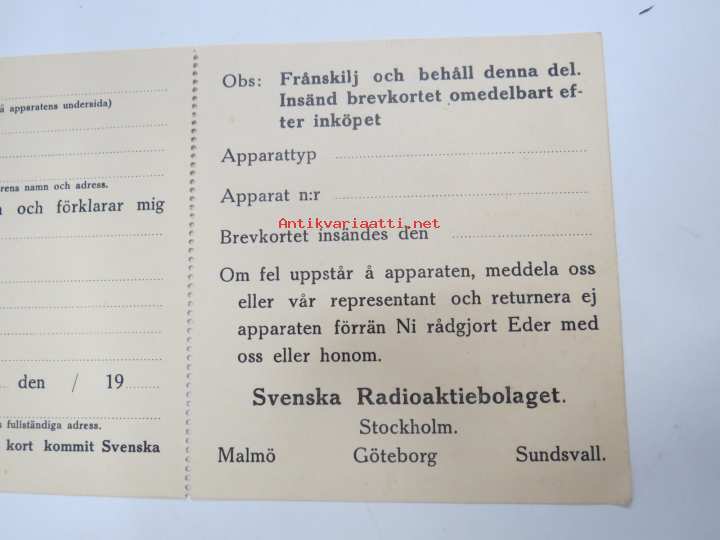 å apparatens undersida)
rena namn och adress.
och förklarar mig
den / 19
fullständiga adress.
kort kommit Svenska
Obs: Frånskilj och behåll denna del.
Insänd brevkortet omedelbart ef-
ter inköpet
Apparattyp
Apparat n:r
Antikvariaatti.net
Brevkortet insändes den
Om fel uppstår å apparaten, meddela oss
eller vår representant och returnera ej
apparaten förrän Ni rådgjort Eder med
oss eller honom.
Svenska Radioaktiebolaget.
Stockholm.
Malmö Göteborg Sundsvall.